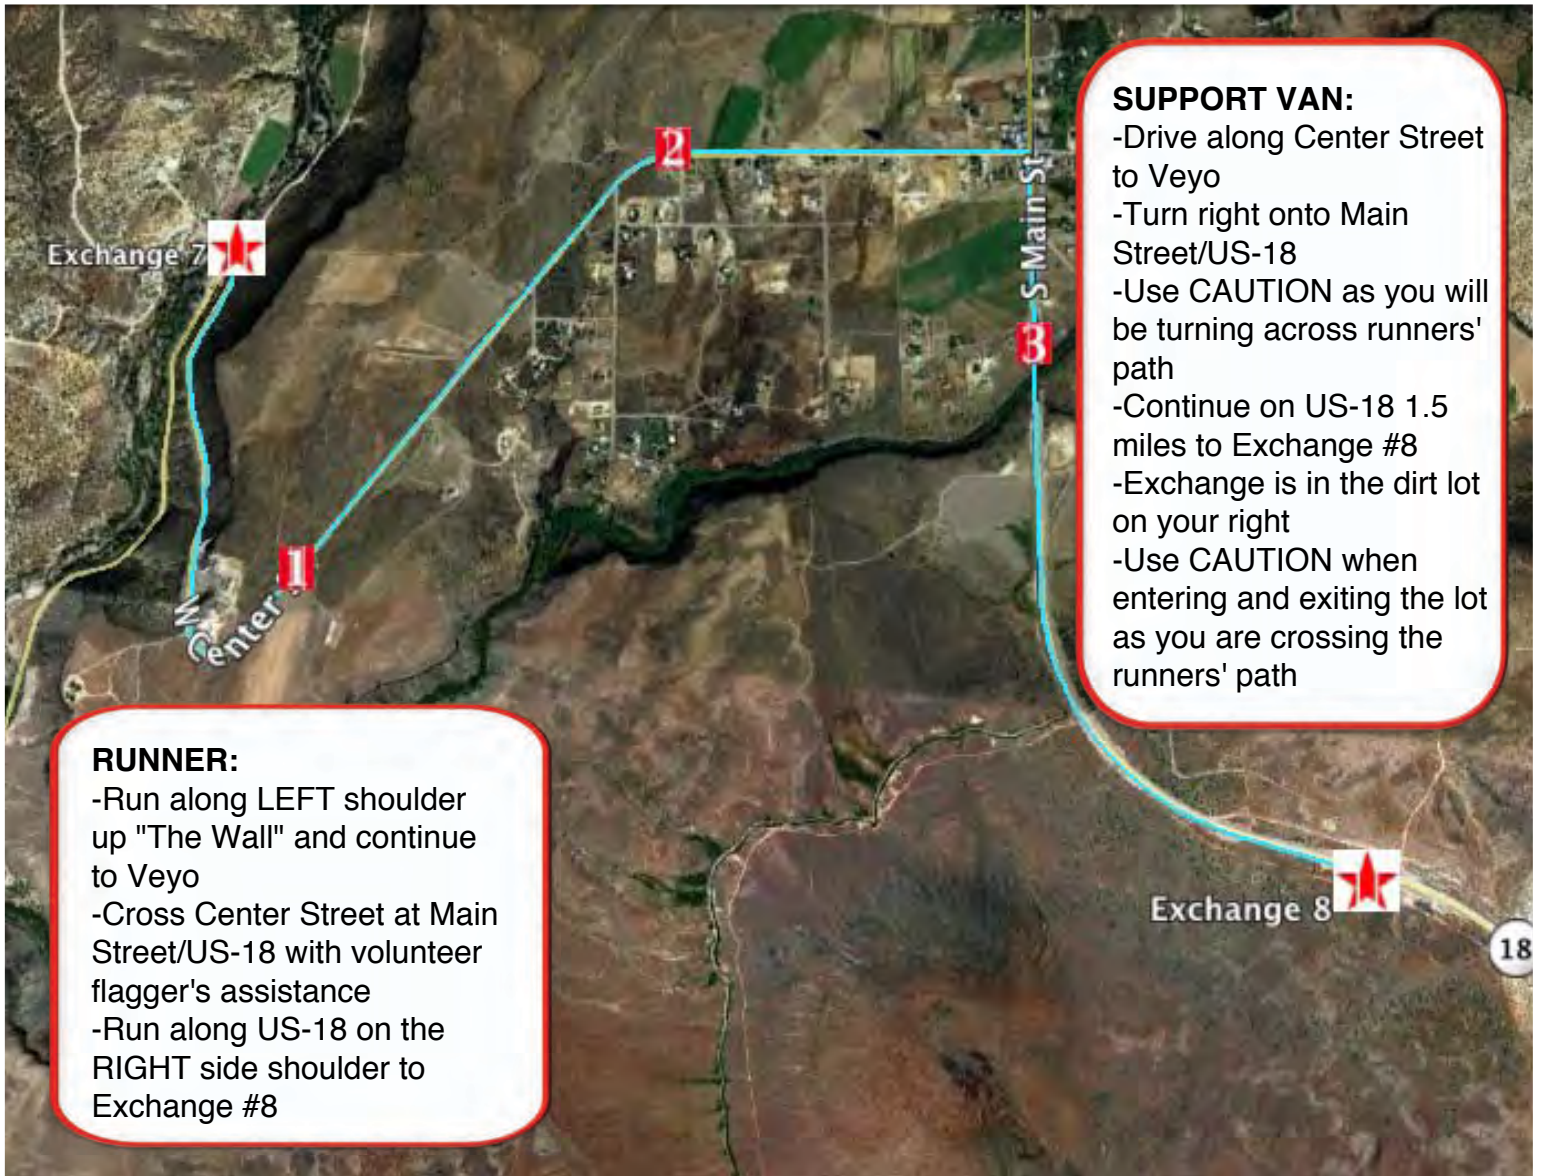 SUPPORT VAN:
-Drive along Center Street
to Veyo
-Turn right onto Main
Street/US-18
-Use CAUTION as you will
be turning across runners'
path
-Continue on US-18 1.5
miles to Exchange #8
-Exchange is in the dirt lot
on your right
-Use CAUTION when
entering and exiting the lot
as you are crossing the
runners' path
2
S Main St
Exchange 7
3
1
W Center
RUNNER:
-Run along LEFT shoulder
up "The Wall" and continue
to Veyo
-Cross Center Street at Main
Street/US-18 with volunteer
flagger's assistance
-Run along US-18 on the
RIGHT side shoulder to
Exchange #8
Exchange 8
18